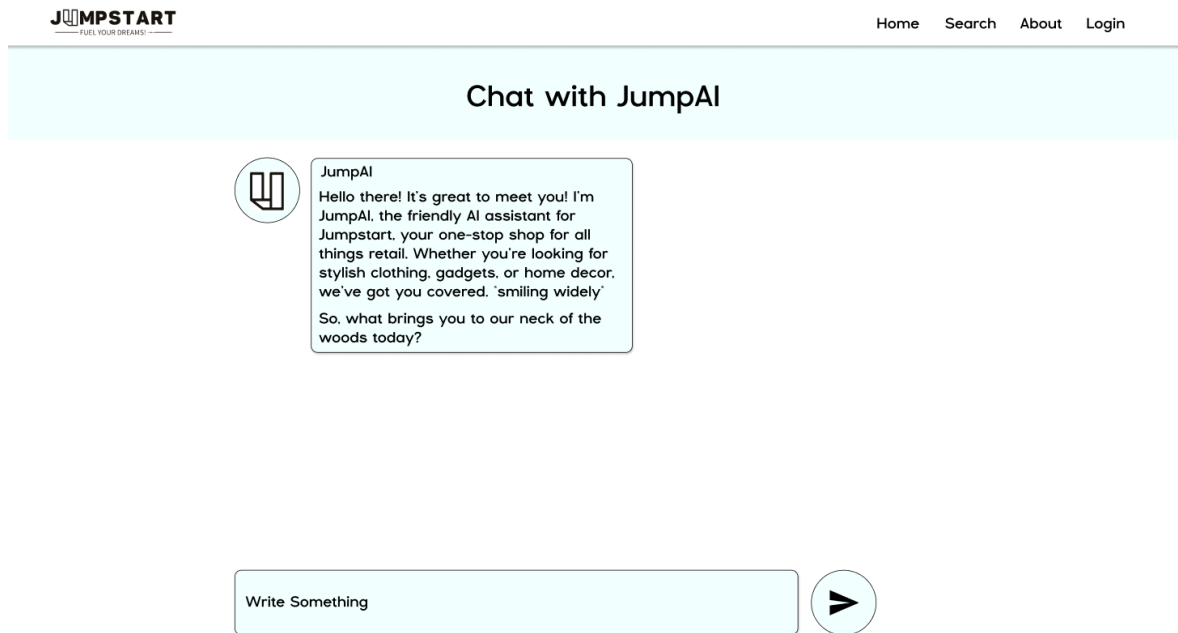 JUMPSTART
FUEL YOUR DREAMS!
Home Search About Login
Chat with JumpAI
JumpAI
Hello there! It's great to meet you! I'm
JumpAI, the friendly AI assistant for
Jumpstart, your one-stop shop for all
things retail. Whether you're looking for
stylish clothing, gadgets, or home decor,
we've got you covered. *smiling widely*
So, what brings you to our neck of the
woods today?
Write Something